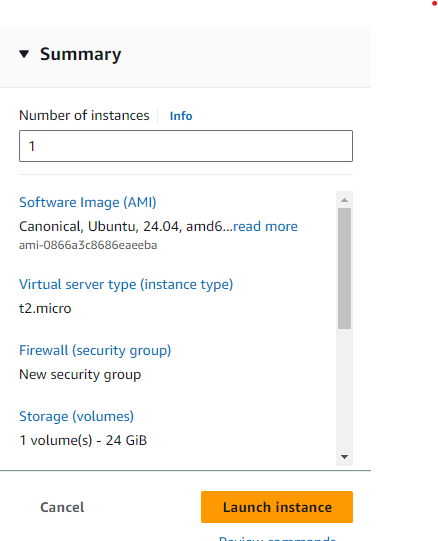 Summary
Number of instances Info
1
Software Image (AMI)
Canonical, Ubuntu, 24.04, amd6...read more
ami-0866a3c8686eaeeba
Virtual server type (instance type)
t2.micro
Firewall (security group)
New security group
Storage (volumes)
1 volume(s) - 24 GiB
Cancel Launch instance
Review commands